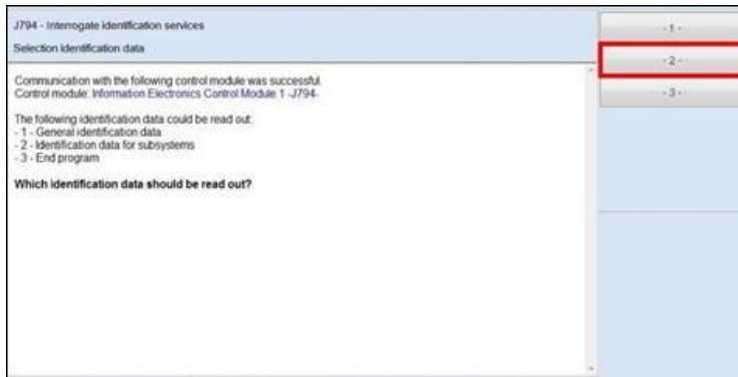 J794 - Interrogate identification services
Selection identification data
Communication with the following control module was successful.
Control module: Information Electronics Control Module 1 -J794-
The following identification data could be read out:
- 1 - General identification data
- 2 - Identification data for subsystems
- 3 - End program
Which identification data should be read out?
- 1 -
- 2 -
- 3 -